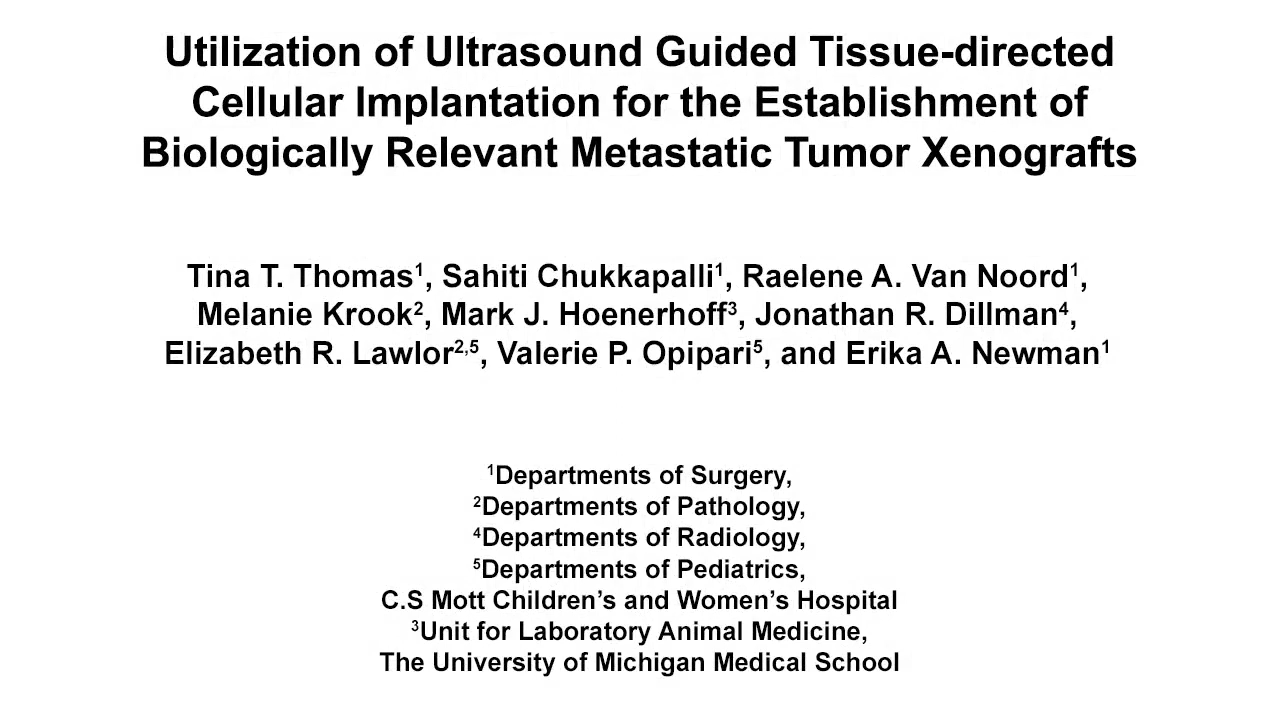 Utilization of Ultrasound Guided Tissue-directed
Cellular Implantation for the Establishment of
Biologically Relevant Metastatic Tumor Xenografts
Tina T. Thomas¹, Sahiti Chukkapalli¹, Raelene A. Van Noord¹,
Melanie Krook², Mark J. Hoenerhoff³, Jonathan R. Dillman⁴,
Elizabeth R. Lawlor²,⁵, Valerie P. Opipari⁵, and Erika A. Newman¹
¹Departments of Surgery,
²Departments of Pathology,
⁴Departments of Radiology,
⁵Departments of Pediatrics,
C.S Mott Children’s and Women’s Hospital
³Unit for Laboratory Animal Medicine,
The University of Michigan Medical School